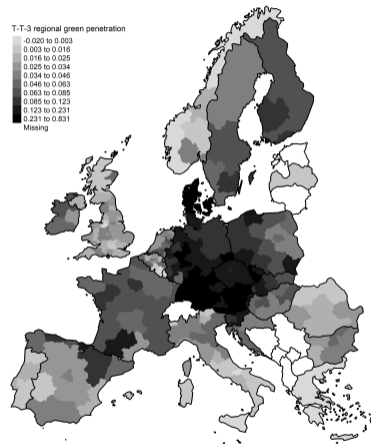 T-T-3 regional green penetration
-0.020 to 0.003
0.003 to 0.016
0.016 to 0.025
0.025 to 0.034
0.034 to 0.046
0.046 to 0.063
0.063 to 0.085
0.085 to 0.123
0.123 to 0.231
0.231 to 0.831
Missing